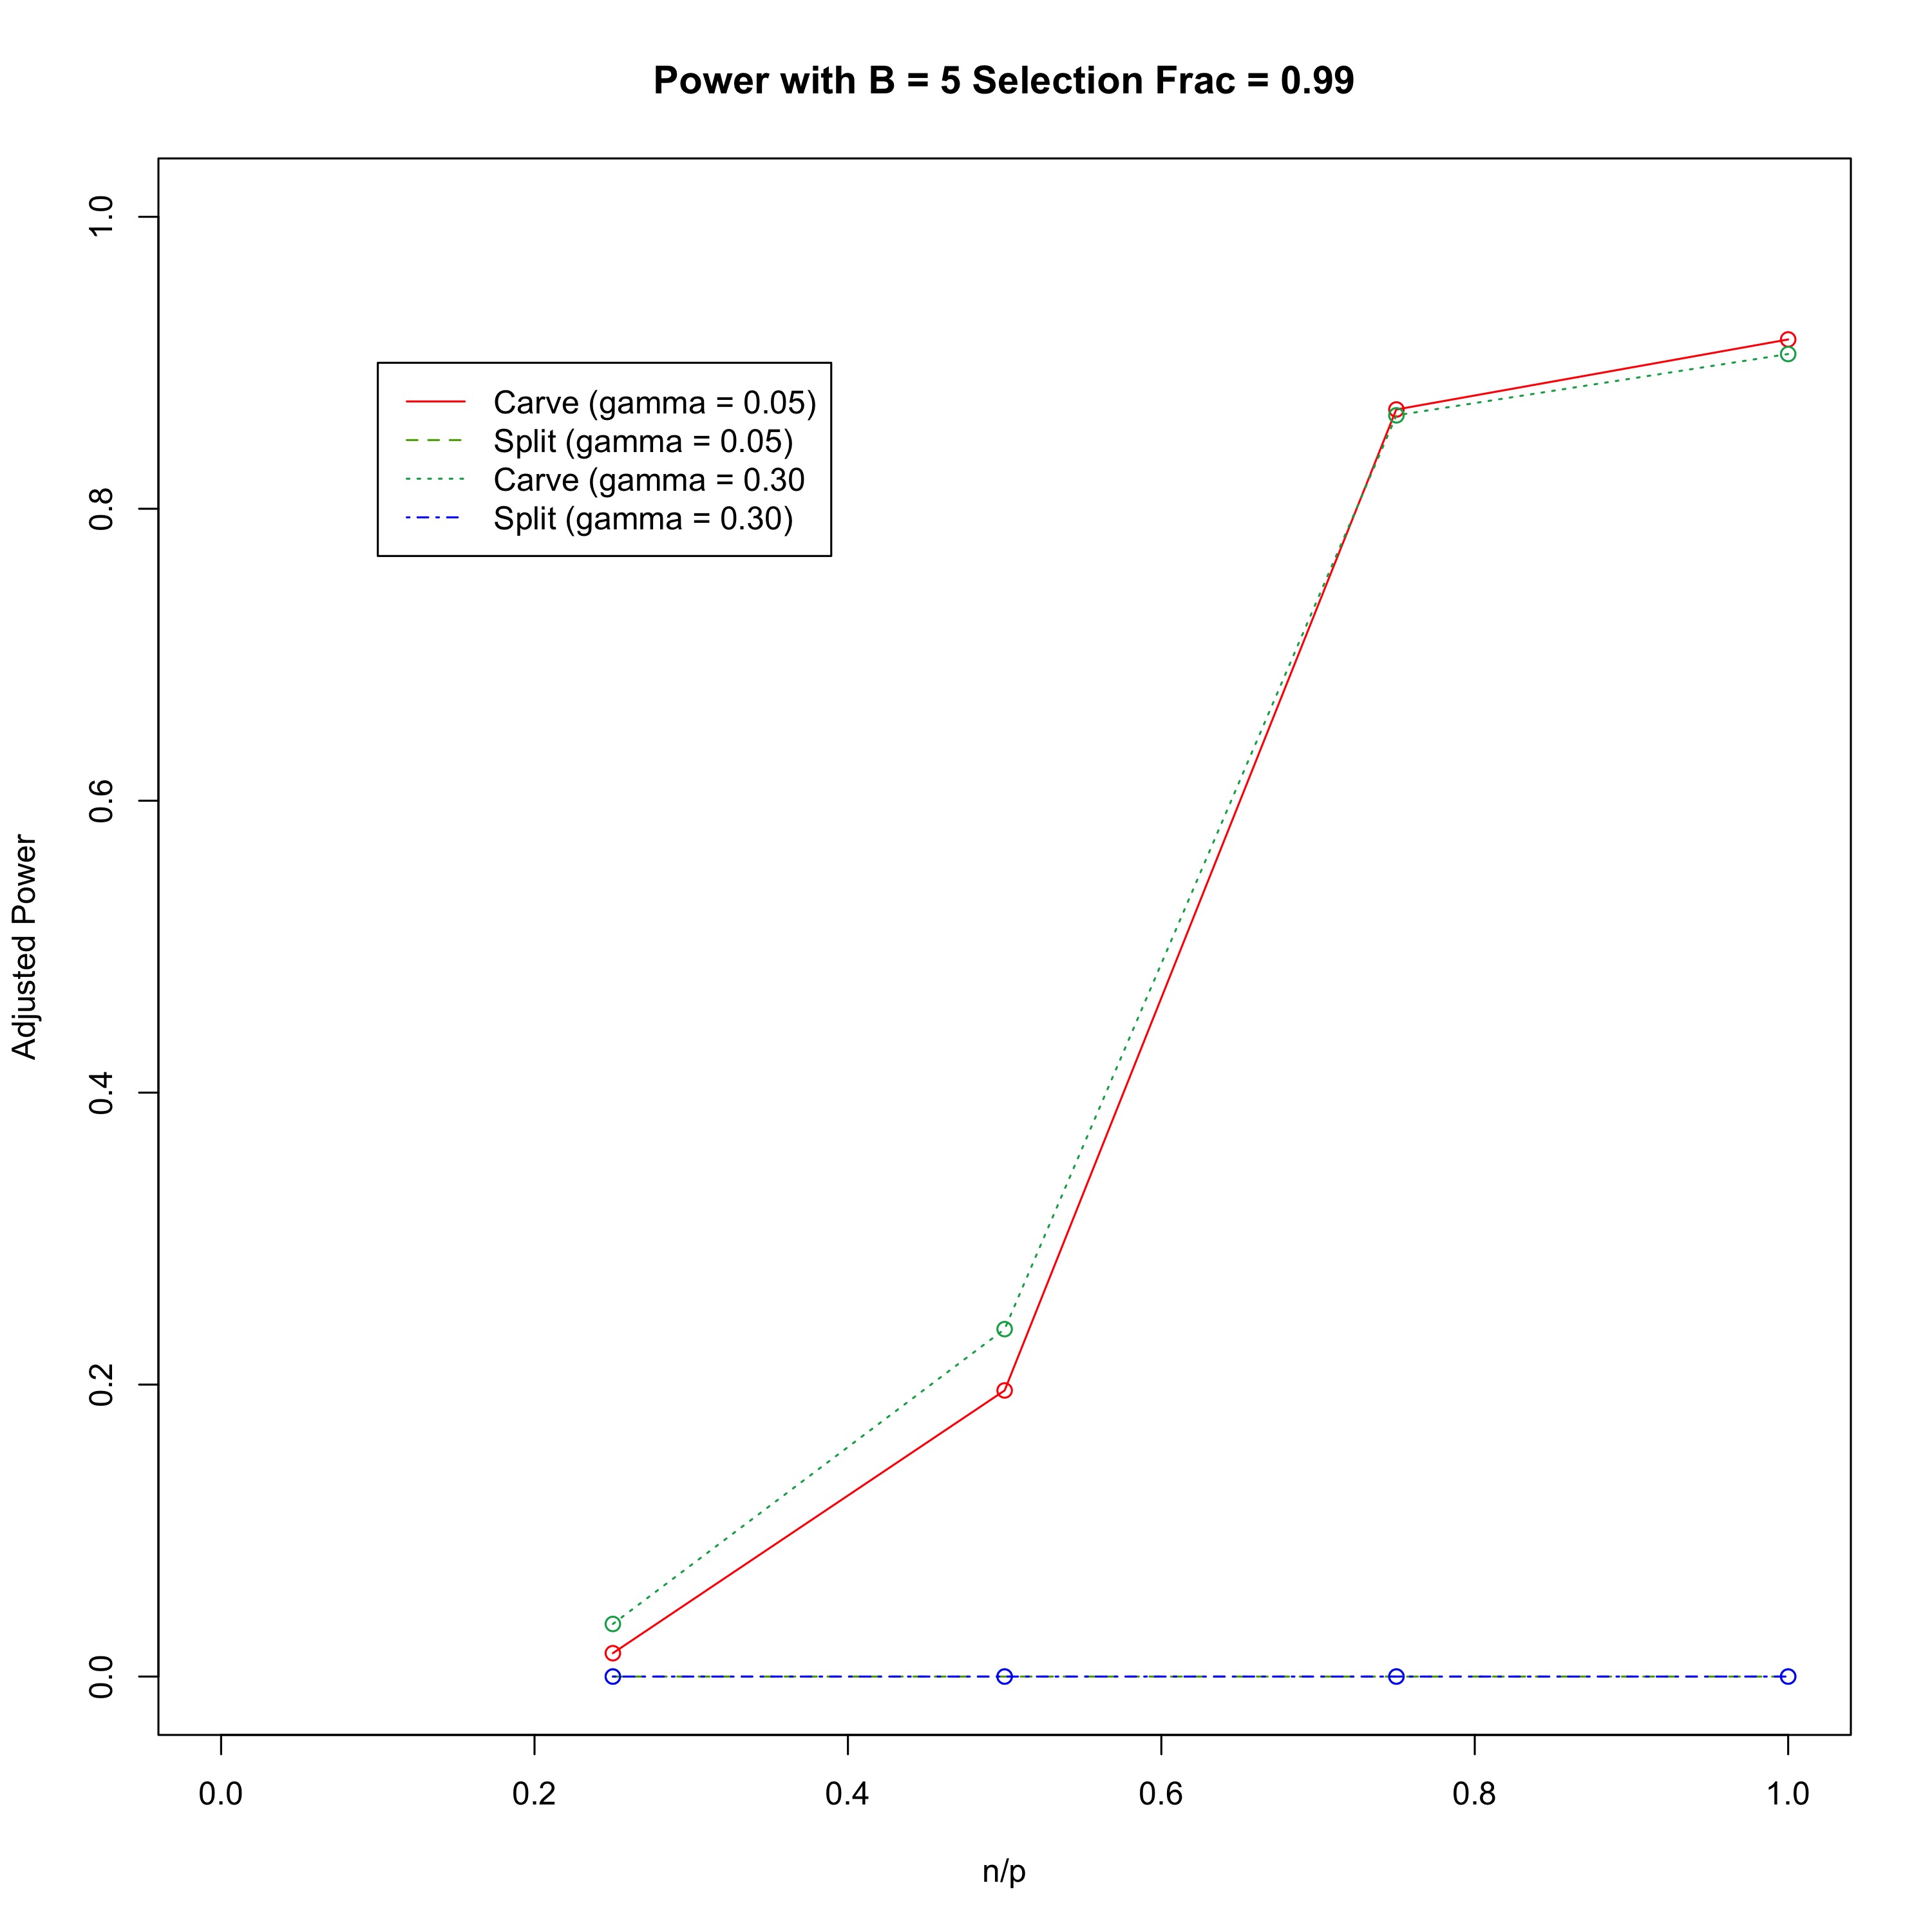 Power with B = 5 Selection Frac = 0.99
1.0
0.8
0.6
0.4
0.2
0.0
Adjusted Power
Carve (gamma = 0.05)
Split (gamma = 0.05)
Carve (gamma = 0.30
Split (gamma = 0.30)
0.0 0.2 0.4 0.6 0.8 1.0
n/p